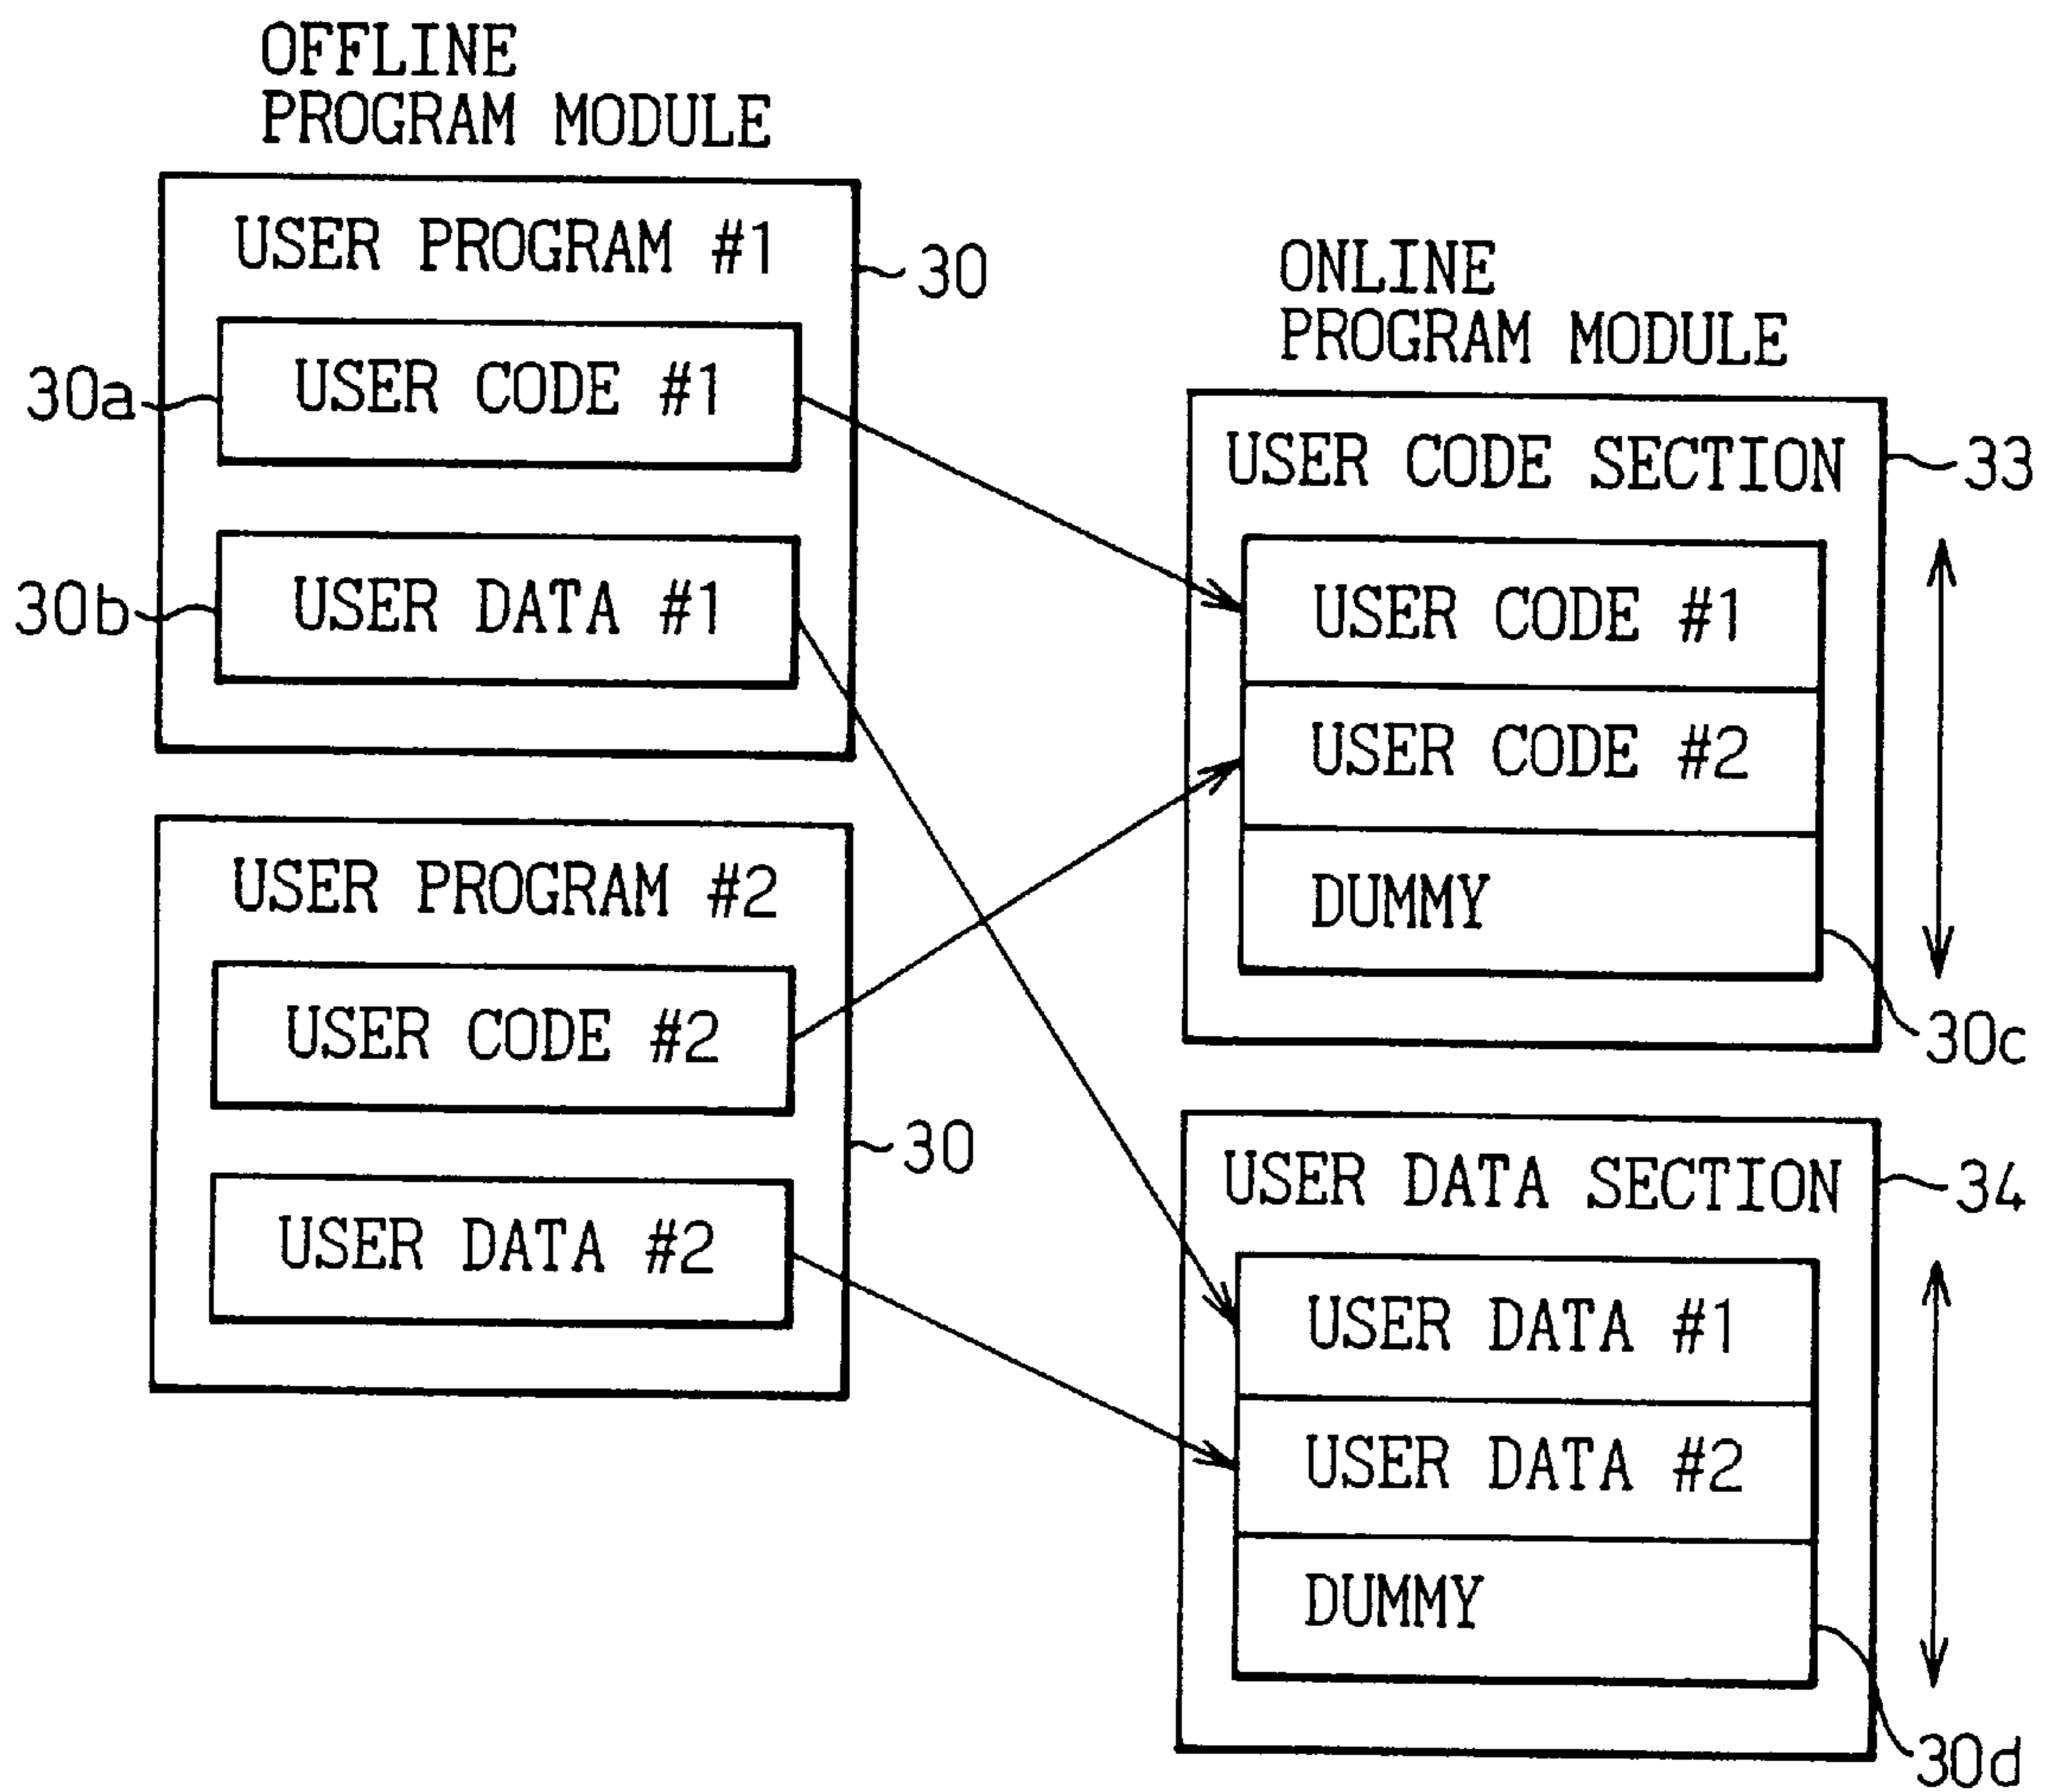 OFFLINE
PROGRAM MODULE
USER PROGRAM #1
30
USER CODE #1
30a
USER DATA #1
30b
USER PROGRAM #2
USER CODE #2
30
USER DATA #2
ONLINE
PROGRAM MODULE
USER CODE SECTION
33
USER CODE #1
USER CODE #2
DUMMY
30c
USER DATA SECTION
34
USER DATA #1
USER DATA #2
DUMMY
30d